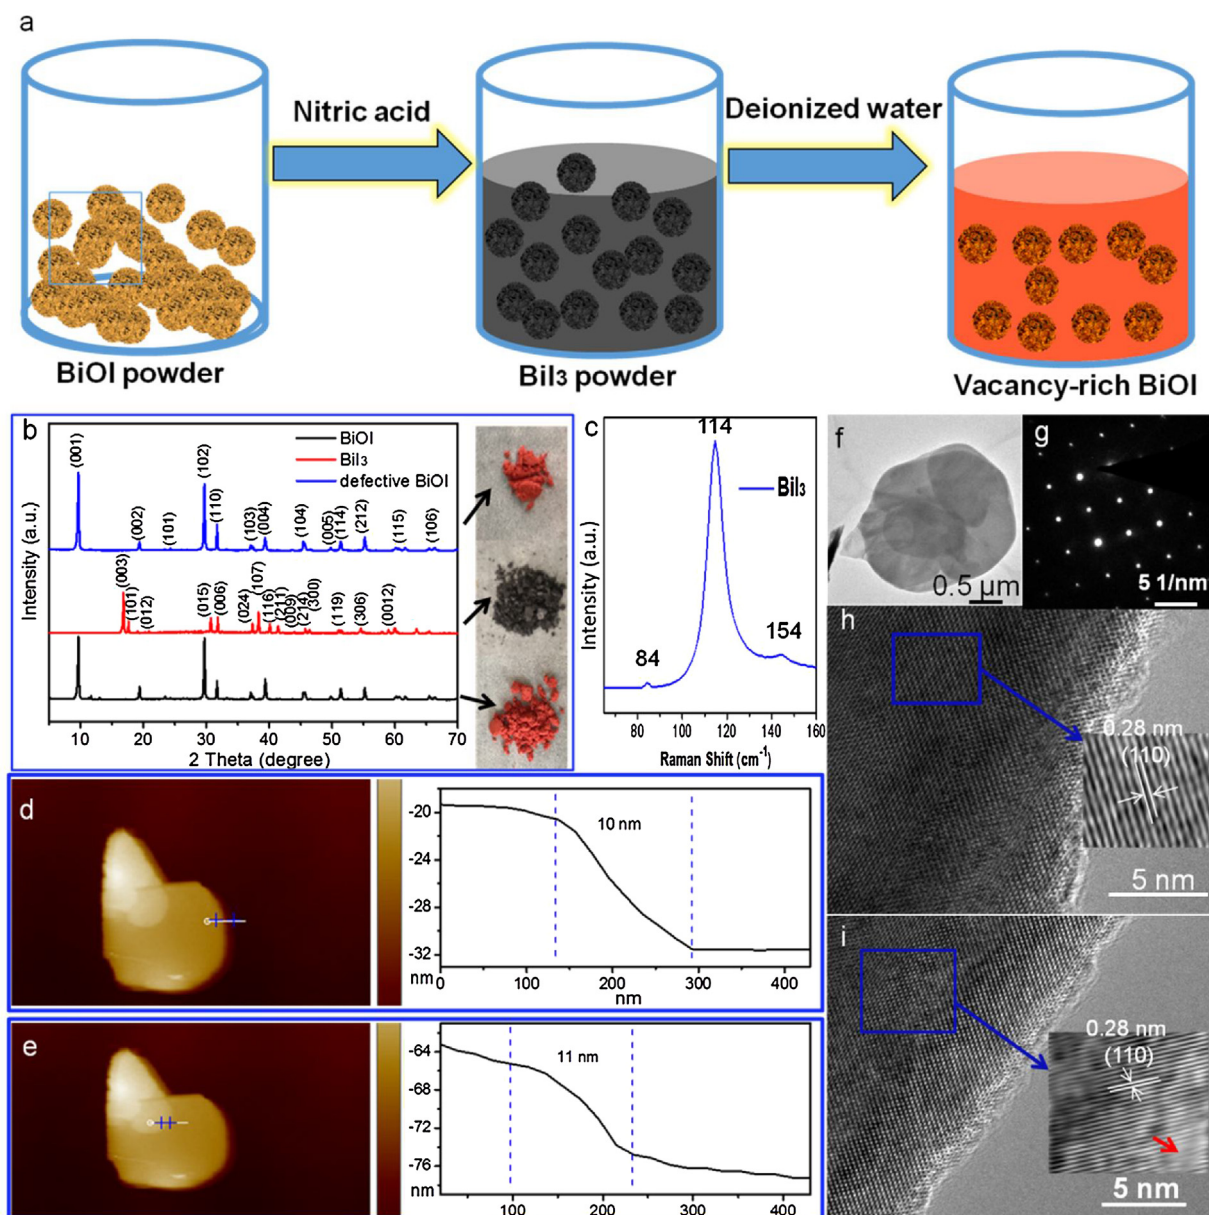 a
Nitric acid
Deionized water
BiOI powder
BiI₃ powder
Vacancy-rich BiOI
b
BiOI
BiI₃
defective BiOI
(001)
(002)
(101)
(102)
(110)
(103)
(004)
(104)
(005)
(114)
(212)
(115)
(106)
(003)
(101)
(012)
(015)
(006)
(024)
(107)
(116)
(211)
(009)
(214)
(300)
(119)
(306)
(0012)
Intensity (a.u.)
10 20 30 40 50 60 70
2 Theta (degree)
c
114
BiI₃
84
154
Intensity (a.u.)
80 100 120 140 160
Raman Shift (cm⁻¹)
f
0.5 µm
g
5 1/nm
h
0.28 nm
(110)
5 nm
i
0.28 nm
(110)
5 nm
d
-20
-24
-28
-32
nm
10 nm
0 100 200 300 400
nm
e
-64
-68
-72
-76
nm
11 nm
100 200 300 400